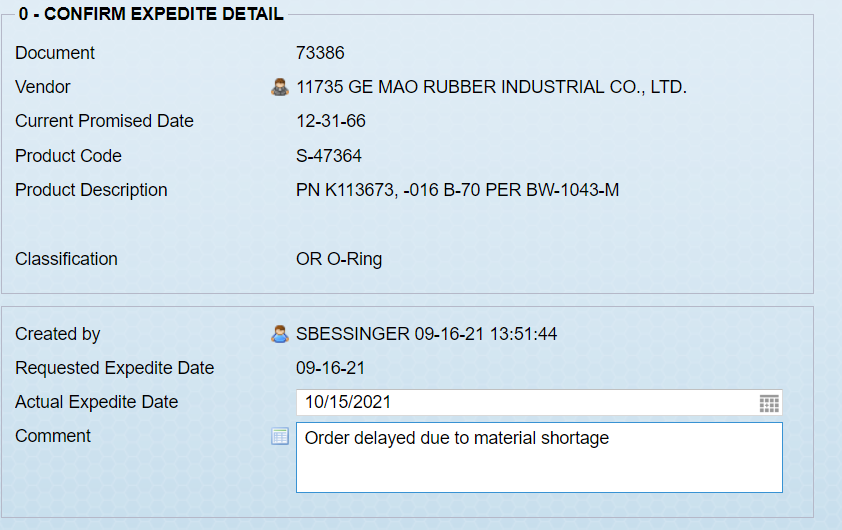 0 - CONFIRM EXPEDITE DETAIL
Document 73386
Vendor 11735 GE MAO RUBBER INDUSTRIAL CO., LTD.
Current Promised Date 12-31-66
Product Code S-47364
Product Description PN K113673, -016 B-70 PER BW-1043-M
Classification OR O-Ring
Created by SBESSINGER 09-16-21 13:51:44
Requested Expedite Date 09-16-21
Actual Expedite Date 10/15/2021
Comment Order delayed due to material shortage